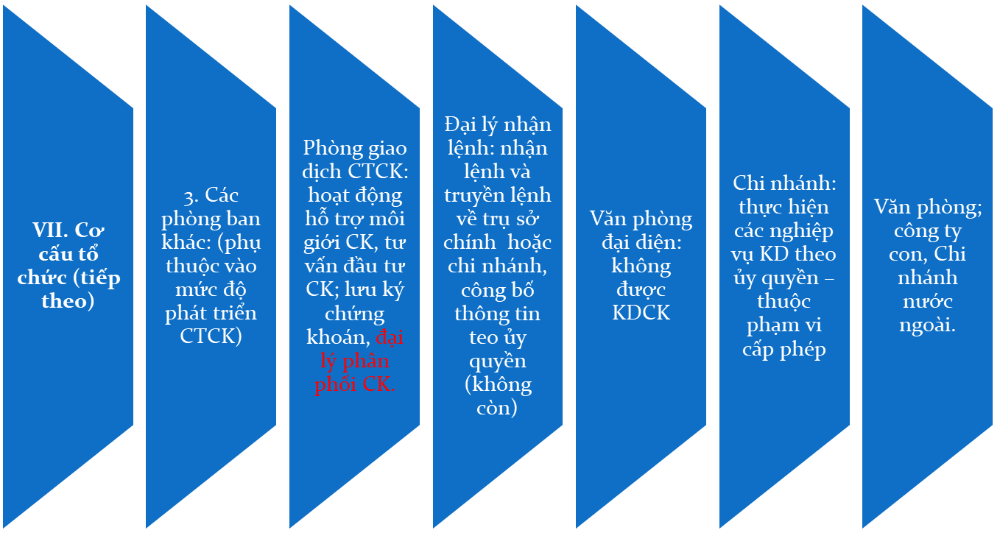 VII. Cơ
cấu tổ
chức (tiếp
theo)
3. Các
phòng ban
khác: (phụ
thuộc vào
mức độ
phát triển
CTCK)
Phòng giao
dịch CTCK:
hoạt động
hỗ trợ môi
giới CK, tư
vấn đầu tư
CK; lưu ký
chứng
khoán, đại
lý phân
phối CK.
Đại lý nhận
lệnh: nhận
lệnh và
truyền lệnh
về trụ sở
chính hoặc
chi nhánh,
công bố
thông tin
teo ủy
quyền
(không
còn)
Văn phòng
đại diện:
không
được
KDCK
Chi nhánh:
thực hiện
các nghiệp
vụ KD theo
ủy quyền –
thuộc
phạm vi
cấp phép
Văn phòng;
công ty
con, Chi
nhánh
nước
ngoài.